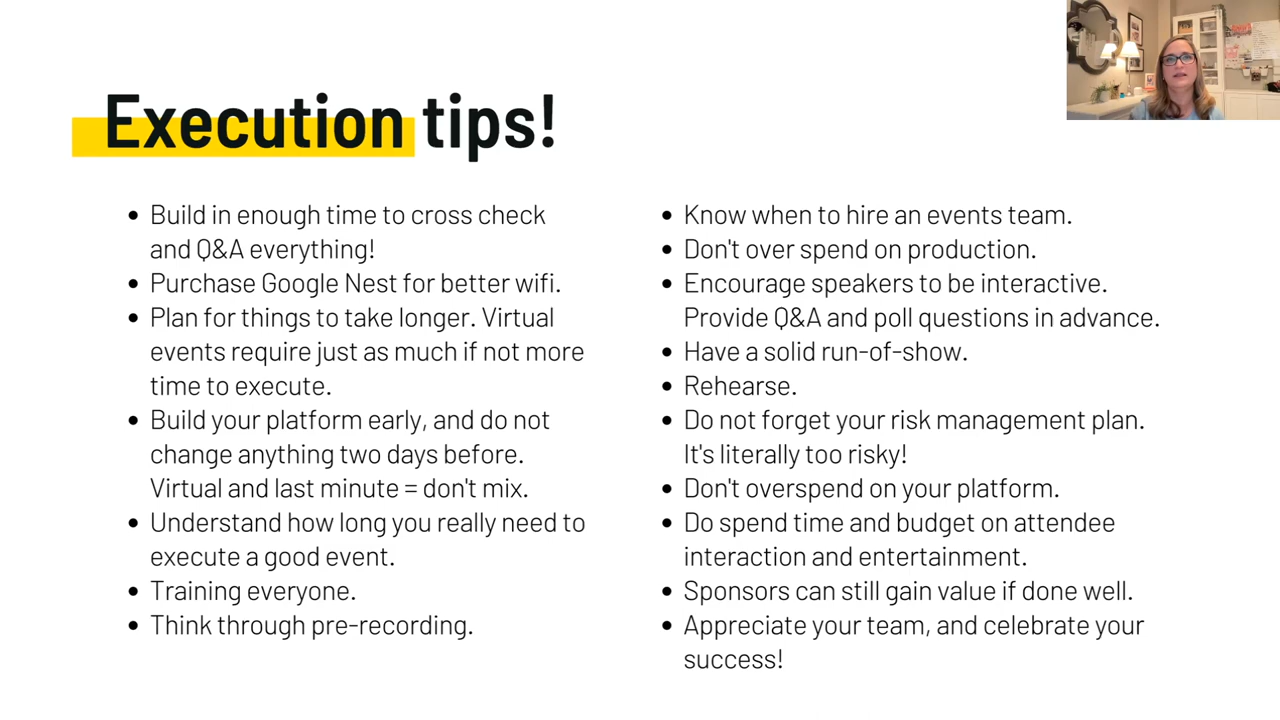 Execution tips!
• Build in enough time to cross check
and Q&A everything!
• Purchase Google Nest for better wifi.
• Plan for things to take longer. Virtual
events require just as much if not more
time to execute.
• Build your platform early, and do not
change anything two days before.
Virtual and last minute = don't mix.
• Understand how long you really need to
execute a good event.
• Training everyone.
• Think through pre-recording.
• Know when to hire an events team.
• Don't over spend on production.
• Encourage speakers to be interactive.
Provide Q&A and poll questions in advance.
• Have a solid run-of-show.
• Rehearse.
• Do not forget your risk management plan.
It's literally too risky!
• Don't overspend on your platform.
• Do spend time and budget on attendee
interaction and entertainment.
• Sponsors can still gain value if done well.
• Appreciate your team, and celebrate your
success!